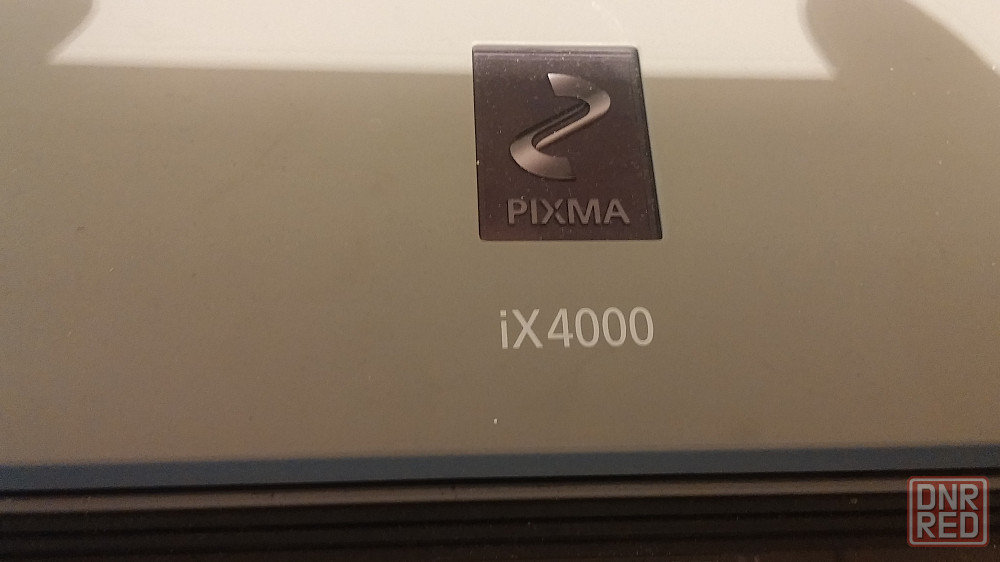 PIXMA
iX4000
DNR
RED